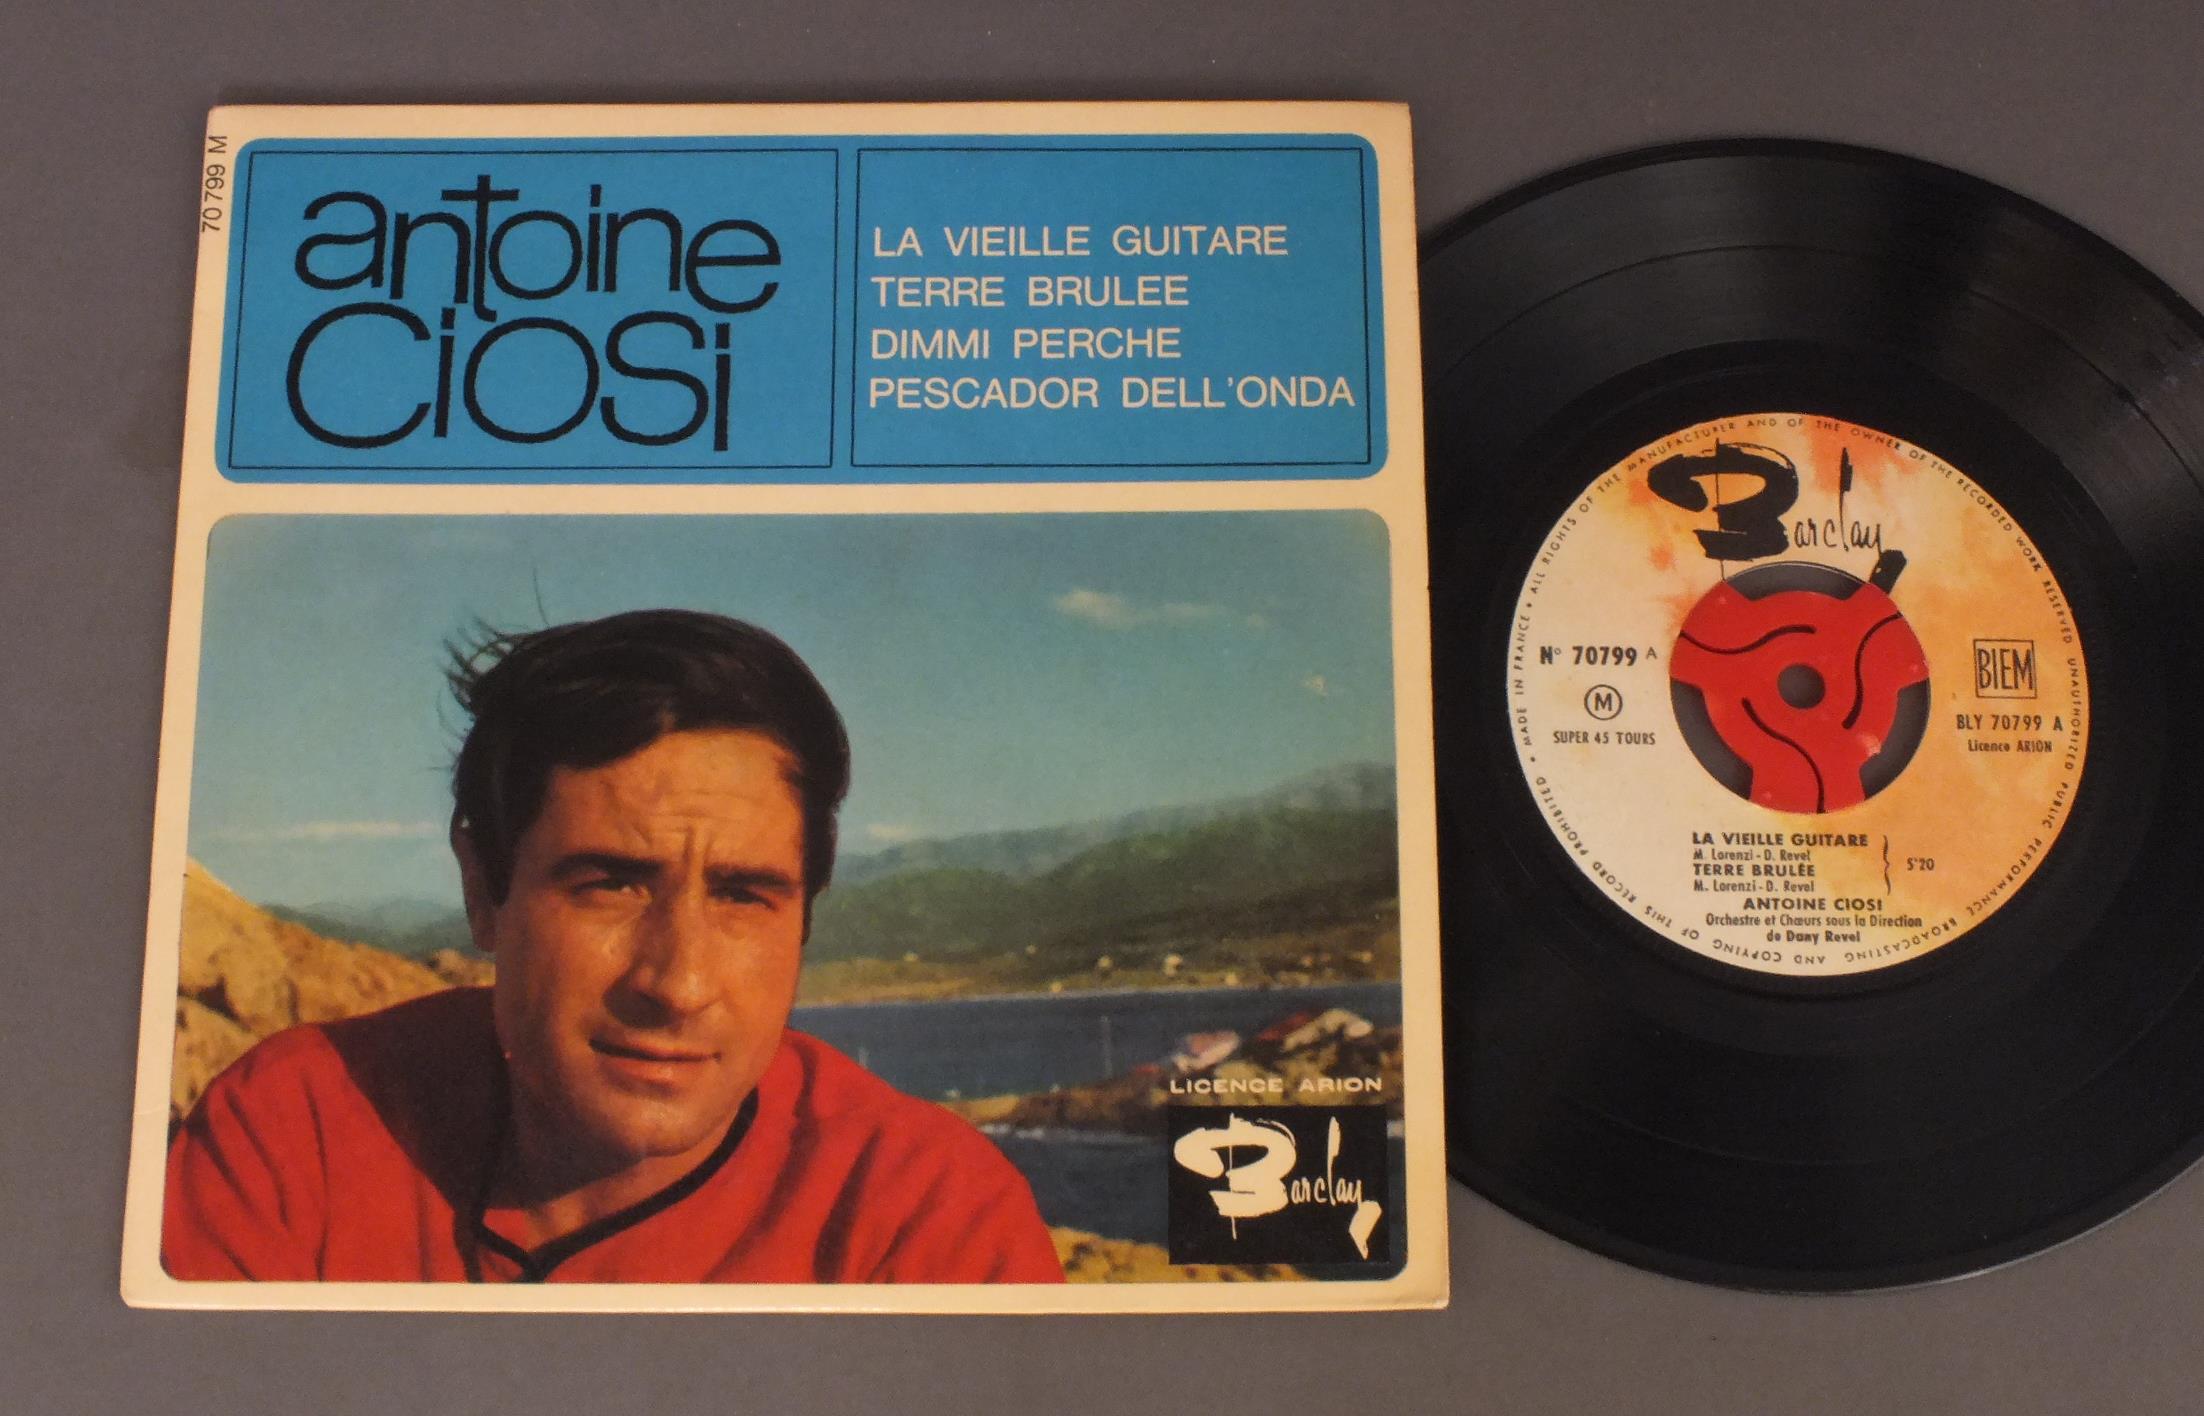 70799 M
antoine
ciosi
LA VIEILLE GUITARE
TERRE BRULEE
DIMMI PERCHE
PESCADOR DELL'ONDA
LICENCE ARION
Barclay
Barclay
MADE IN FRANCE • ALL RIGHTS OF THE MANUFACTURER AND OF THE OWNER OF THE RECORDED WORK RESERVED UNAUTHORIZED PUBLIC PERFORMANCE BROADCASTING AND COPYING OF THIS RECORD PROHIBITED •
N° 70799 A
M
SUPER 45 TOURS
BIEM
BLY 70799 A
Licence ARION
LA VIEILLE GUITARE
M. Lorenzi - D. Revel
TERRE BRULÉE
M. Lorenzi - D. Revel
5'20
ANTOINE CIOSI
Orchestre et Chœurs sous la Direction
de Dany Revel